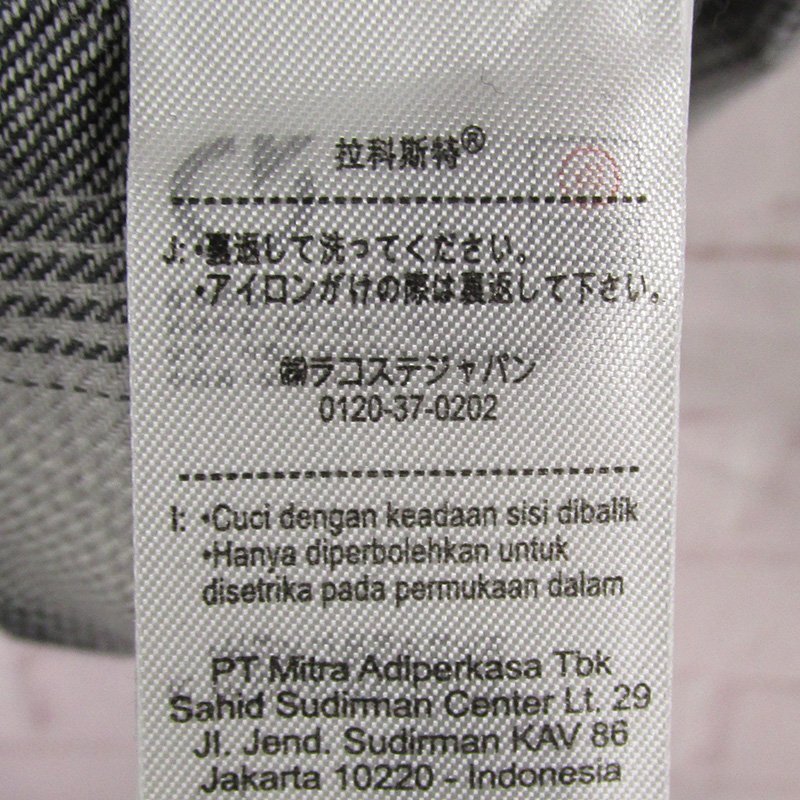 拉科斯特®
J: •裏返して洗ってください。
•アイロンがけの際は裏返して下さい。
㈱ラコステジャパン
0120-37-0202
I: •Cuci dengan keadaan sisi dibalik
•Hanya diperbolehkan untuk
disetrika pada permukaan dalam
PT Mitra Adiperkasa Tbk
Sahid Sudirman Center Lt. 29
Jl. Jend. Sudirman KAV 86
Jakarta 10220 - Indonesia